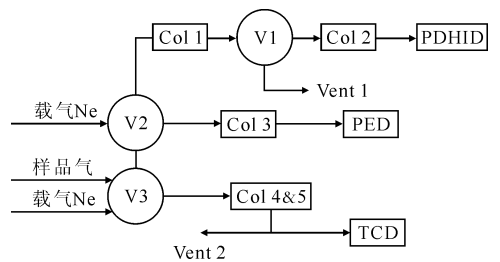 Col 1
V1
Col 2
PDHID
Vent 1
载气Ne
V2
Col 3
PED
样品气
载气Ne
V3
Col 4&5
Vent 2
TCD